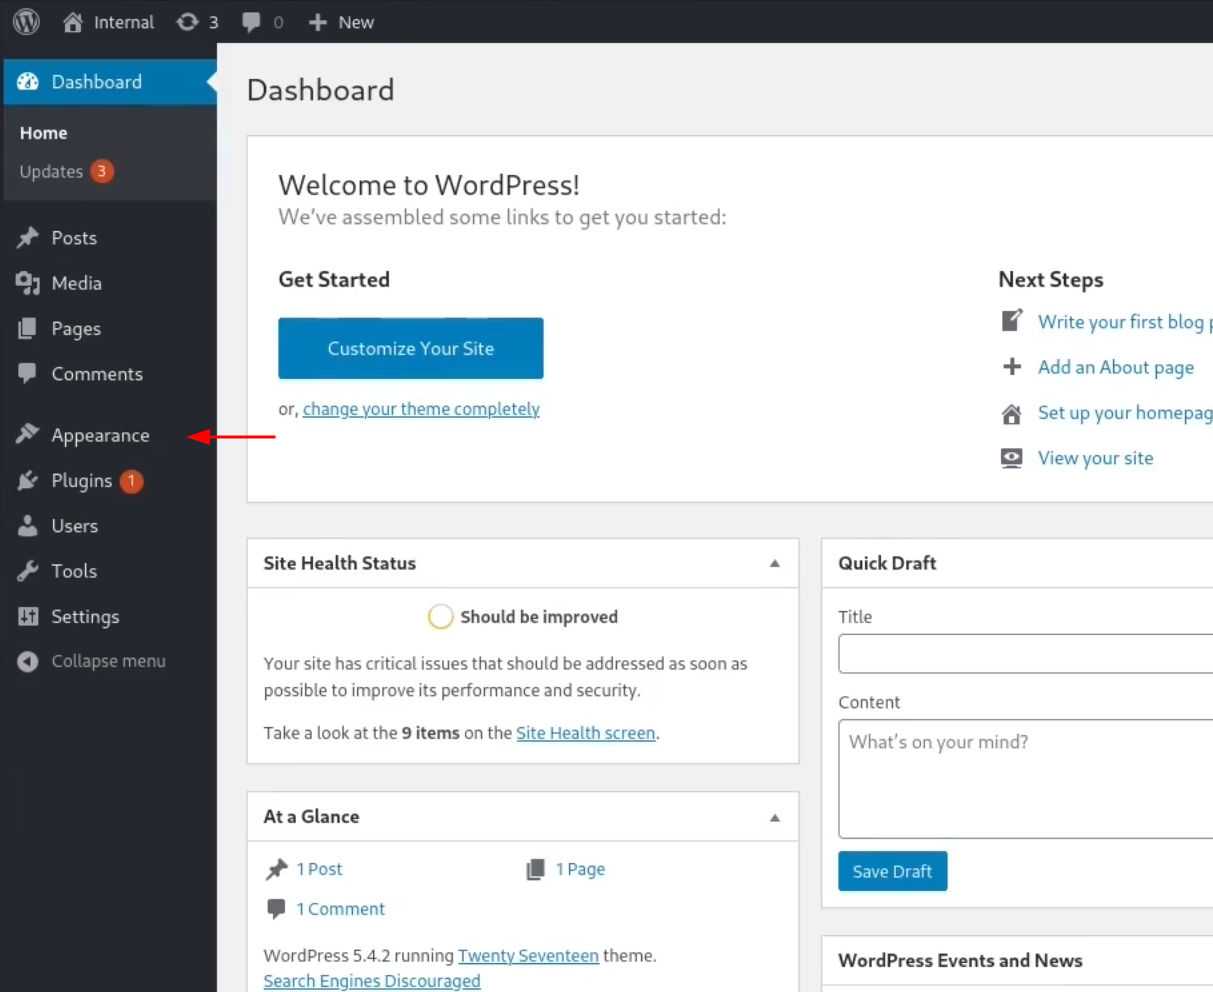 Internal 3 0 New
Dashboard
Home
Updates 3
Posts
Media
Pages
Comments
Appearance
Plugins 1
Users
Tools
Settings
Collapse menu
Dashboard
Welcome to WordPress!
We've assembled some links to get you started:
Get Started
Customize Your Site
or, change your theme completely
Next Steps
Write your first blog
Add an About page
Set up your homepag
View your site
Site Health Status
Should be improved
Your site has critical issues that should be addressed as soon as
possible to improve its performance and security.
Take a look at the 9 items on the Site Health screen.
At a Glance
1 Post
1 Page
1 Comment
WordPress 5.4.2 running Twenty Seventeen theme.
Search Engines Discouraged
Quick Draft
Title
Content
What's on your mind?
Save Draft
WordPress Events and News